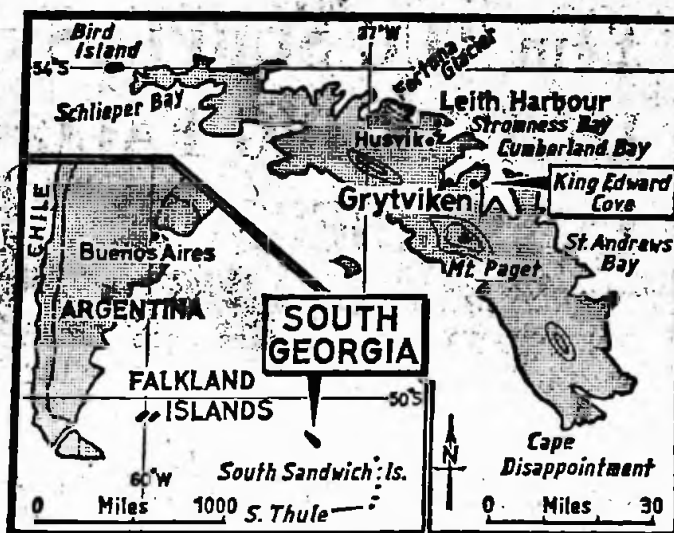 Bird
Island
54°S
37°W
Fortuna
Glacier
Schlieper Bay
Leith Harbour
Stromness Bay
Husvik
Cumberland Bay
Grytviken
King Edward
Cove
CHILE
Buenos Aires
Mt. Paget
St. Andrews
Bay
ARGENTINA
SOUTH
GEORGIA
FALKLAND
ISLANDS
50°S
60°W
South Sandwich Is.
N
Cape
Disappointment
0 Miles 1000
S. Thule
0 Miles 30